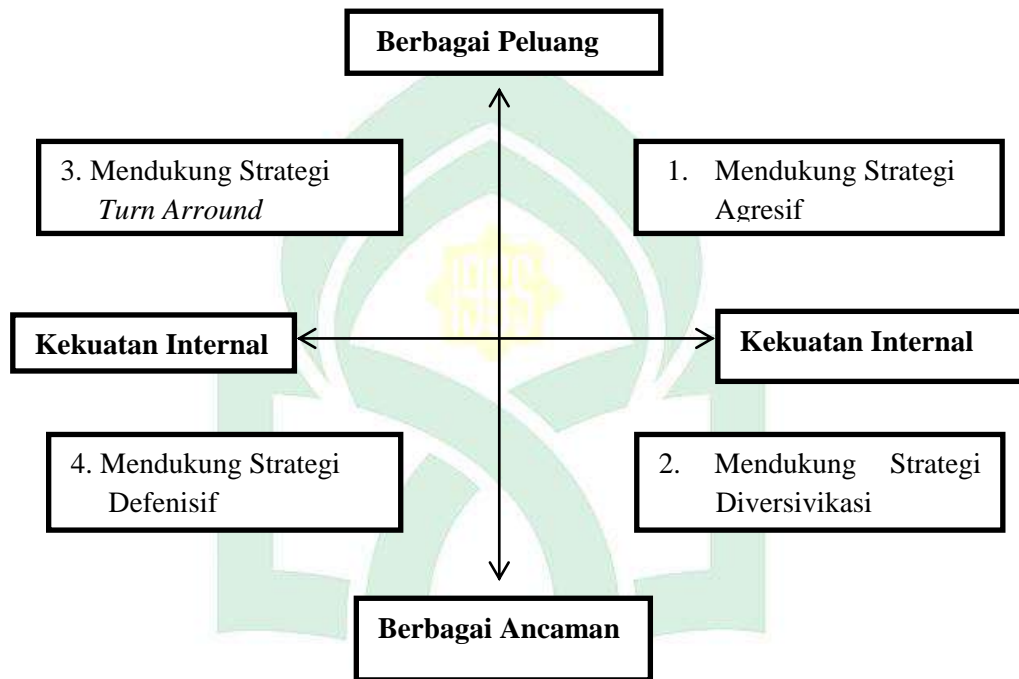 Berbagai Peluang
3. Mendukung Strategi
Turn Arround
1. Mendukung Strategi
Agresif
Kekuatan Internal
Kekuatan Internal
4. Mendukung Strategi
Defenisif
2. Mendukung Strategi
Diversivikasi
Berbagai Ancaman